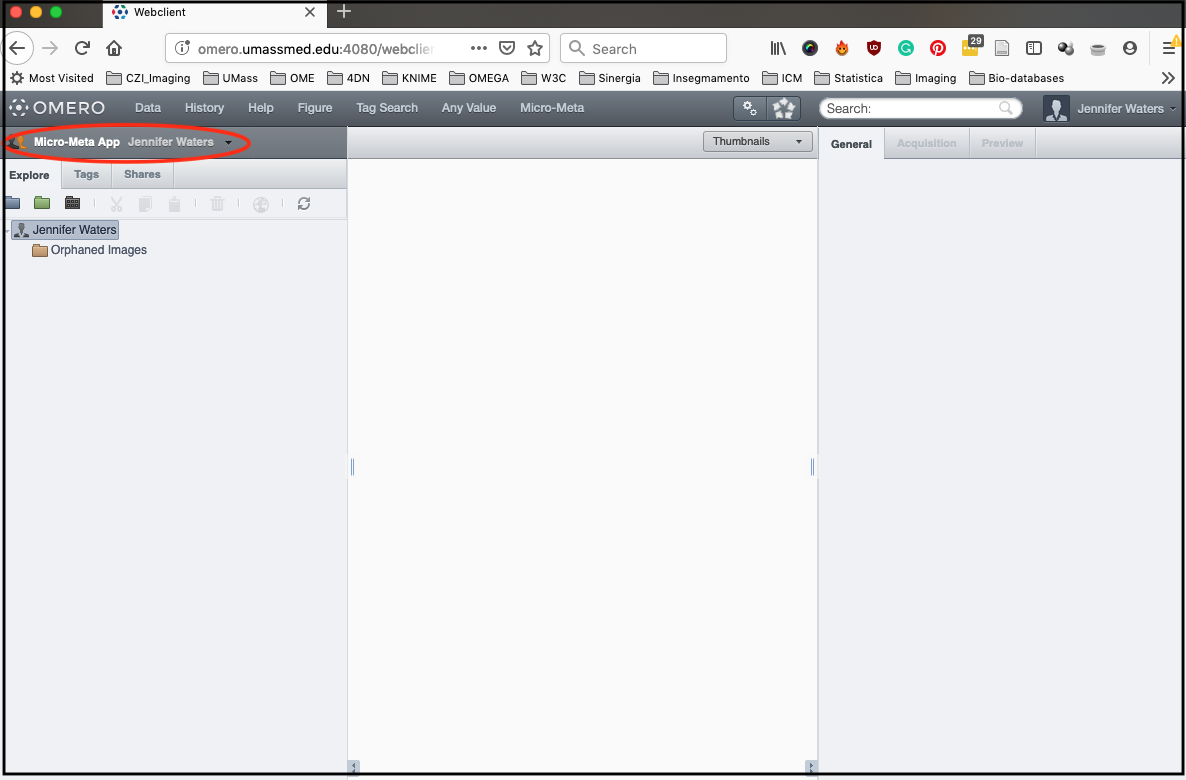 Webclient
omero.umassmed.edu:4080/webclie
Search
29
UD
Most Visited CZI_Imaging UMass OME 4DN KNIME OMEGA W3C Sinergia Insegnamento ICM Statistica Imaging Bio-databases
OMERO Data History Help Figure Tag Search Any Value Micro-Meta Search: Jennifer Waters
Micro-Meta App Jennifer Waters
Thumbnails
General Acquisition Preview
Explore Tags Shares
Jennifer Waters
Orphaned Images